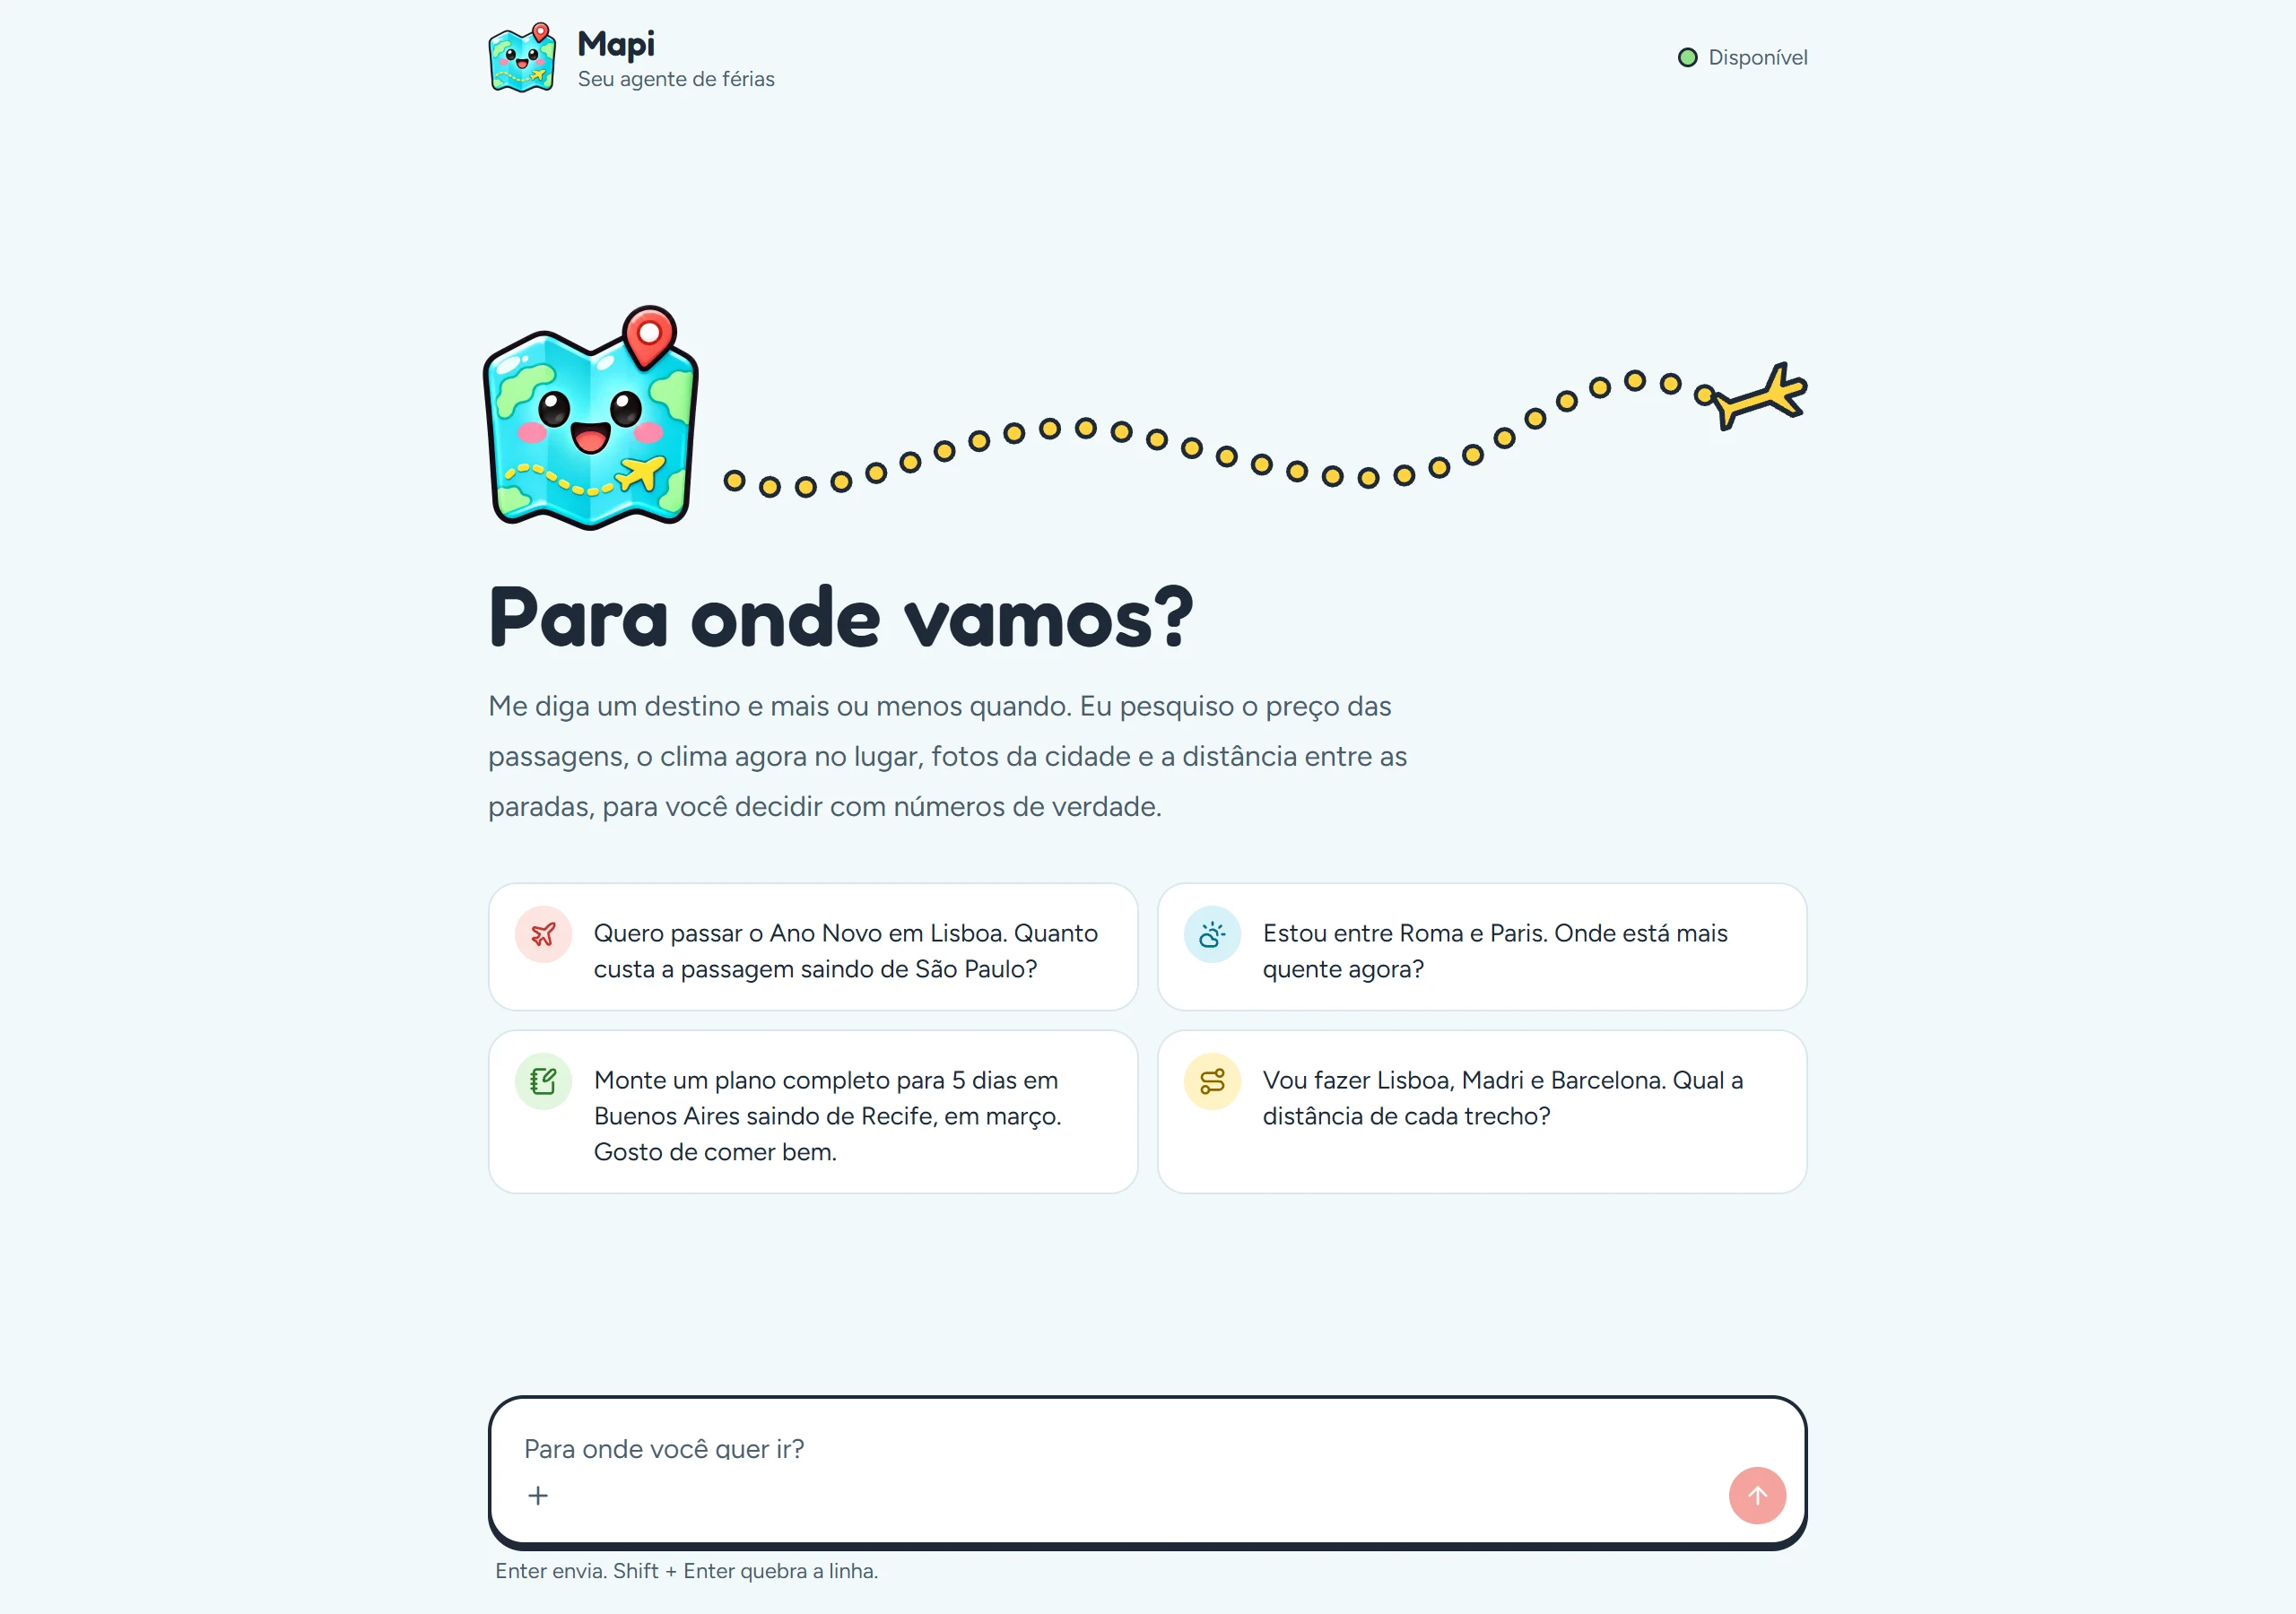 Mapi
Seu agente de férias
Disponível
Para onde vamos?
Me diga um destino e mais ou menos quando. Eu pesquiso o preço das
passagens, o clima agora no lugar, fotos da cidade e a distância entre as
paradas, para você decidir com números de verdade.
Quero passar o Ano Novo em Lisboa. Quanto
custa a passagem saindo de São Paulo?
Estou entre Roma e Paris. Onde está mais
quente agora?
Monte um plano completo para 5 dias em
Buenos Aires saindo de Recife, em março.
Gosto de comer bem.
Vou fazer Lisboa, Madri e Barcelona. Qual a
distância de cada trecho?
Para onde você quer ir?
Enter envia. Shift + Enter quebra a linha.